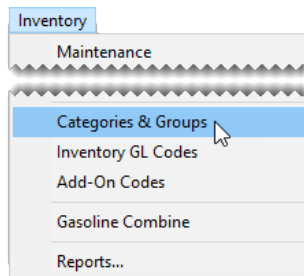 Inventory
Maintenance
Categories & Groups
Inventory GL Codes
Add-On Codes
Gasoline Combine
Reports...